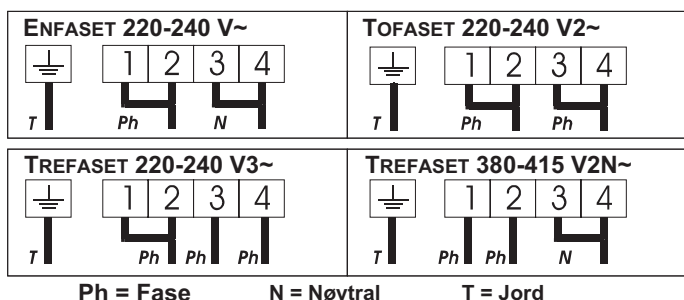 ENFASET 220-240 V~
1 2 3 4
T Ph N
TOFASET 220-240 V2~
1 2 3 4
T Ph Ph
TREFASET 220-240 V3~
1 2 3 4
T Ph Ph Ph
TREFASET 380-415 V2N~
1 2 3 4
T Ph Ph N
Ph = Fase N = Nøytral T = Jord